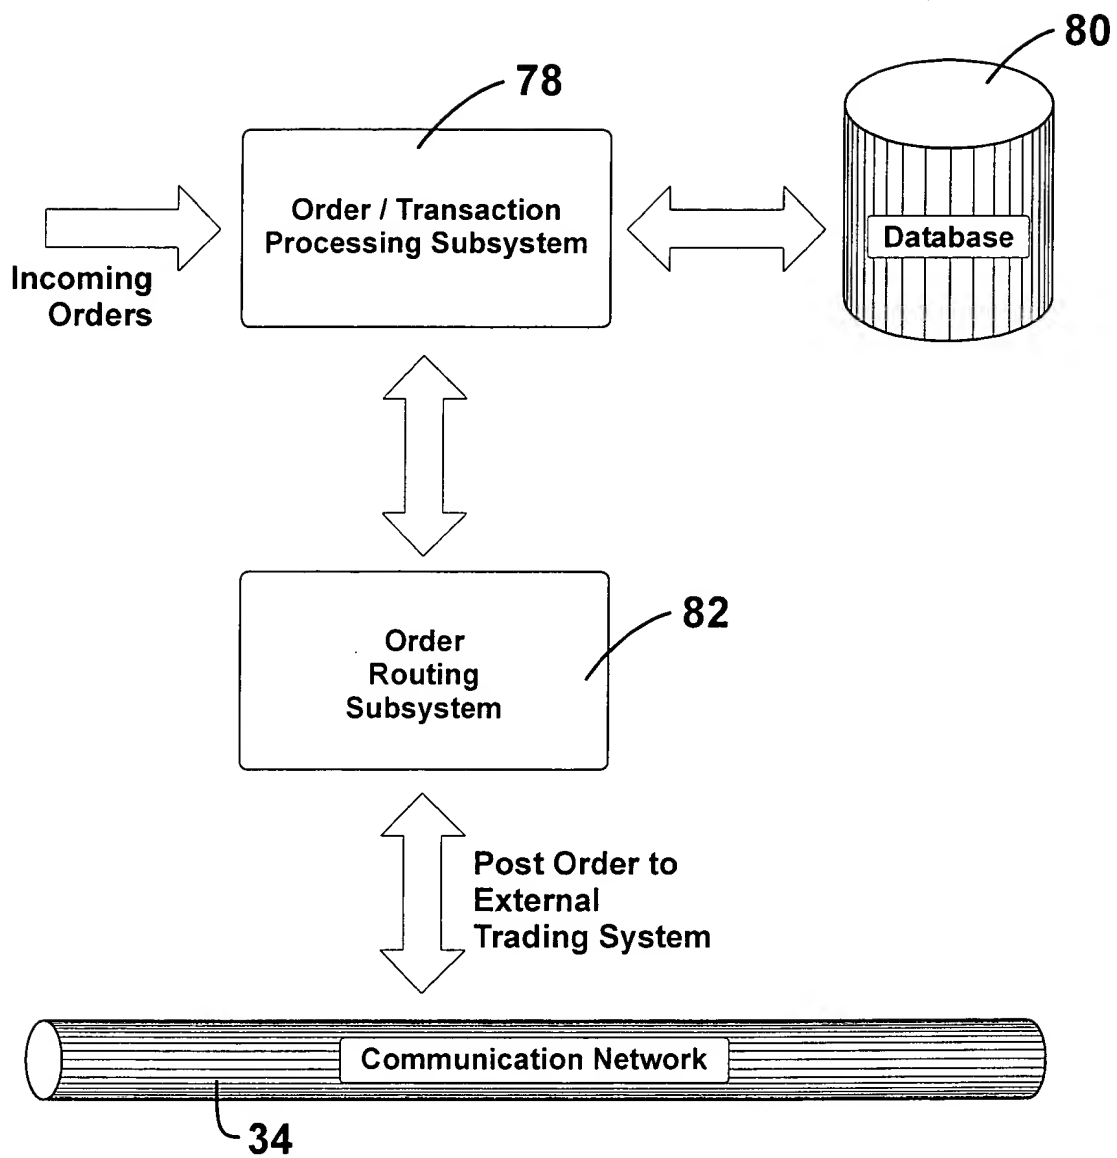 80
78
Order / Transaction
Processing Subsystem
Database
Incoming
Orders
82
Order
Routing
Subsystem
Post Order to
External
Trading System
Communication Network
34